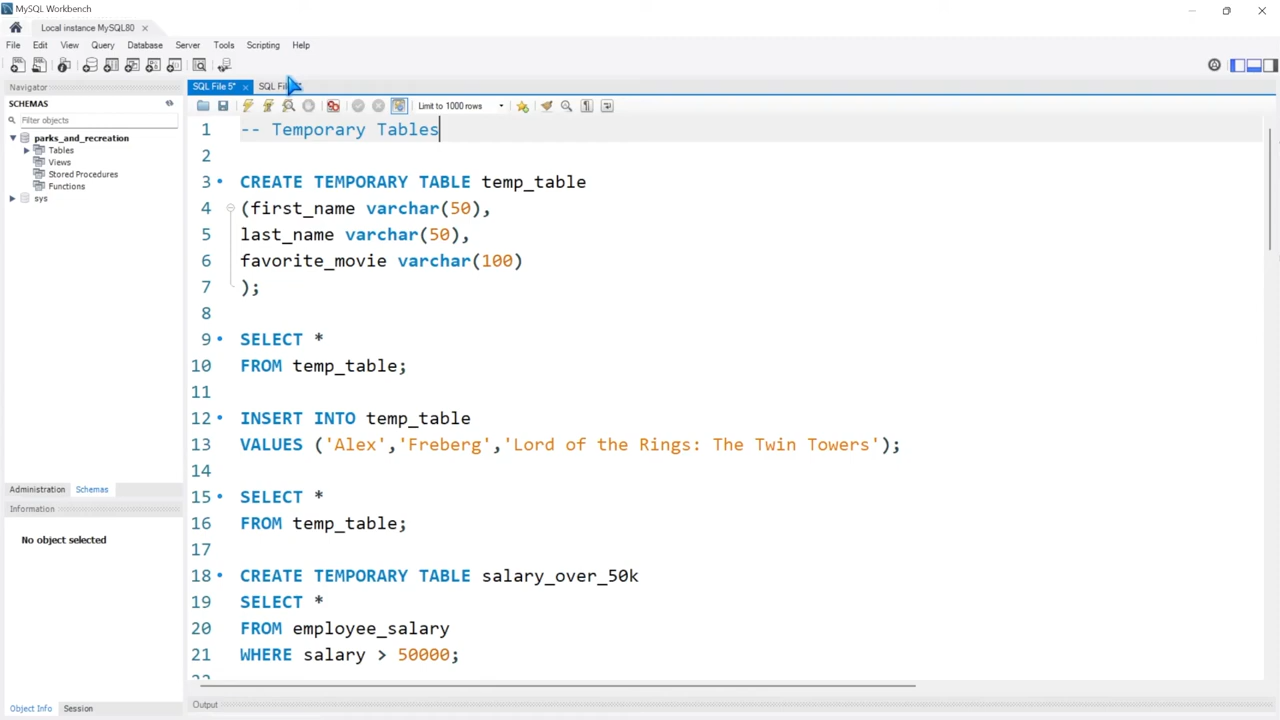 MySQL Workbench
Local instance MySQL80
File Edit View Query Database Server Tools Scripting Help
Navigator
SCHEMAS
Filter objects
parks_and_recreation
Tables
Views
Stored Procedures
Functions
sys
Administration Schemas
Information
No object selected
Object Info Session
SQL File 5* SQL
Limit to 1000 rows
1 -- Temporary Tables
2
3 CREATE TEMPORARY TABLE temp_table
4 (first_name varchar(50),
5 last_name varchar(50),
6 favorite_movie varchar(100)
7 );
8
9 SELECT *
10 FROM temp_table;
11
12 INSERT INTO temp_table
13 VALUES ('Alex','Freberg','Lord of the Rings: The Twin Towers');
14
15 SELECT *
16 FROM temp_table;
17
18 CREATE TEMPORARY TABLE salary_over_50k
19 SELECT *
20 FROM employee_salary
21 WHERE salary > 50000;
Output